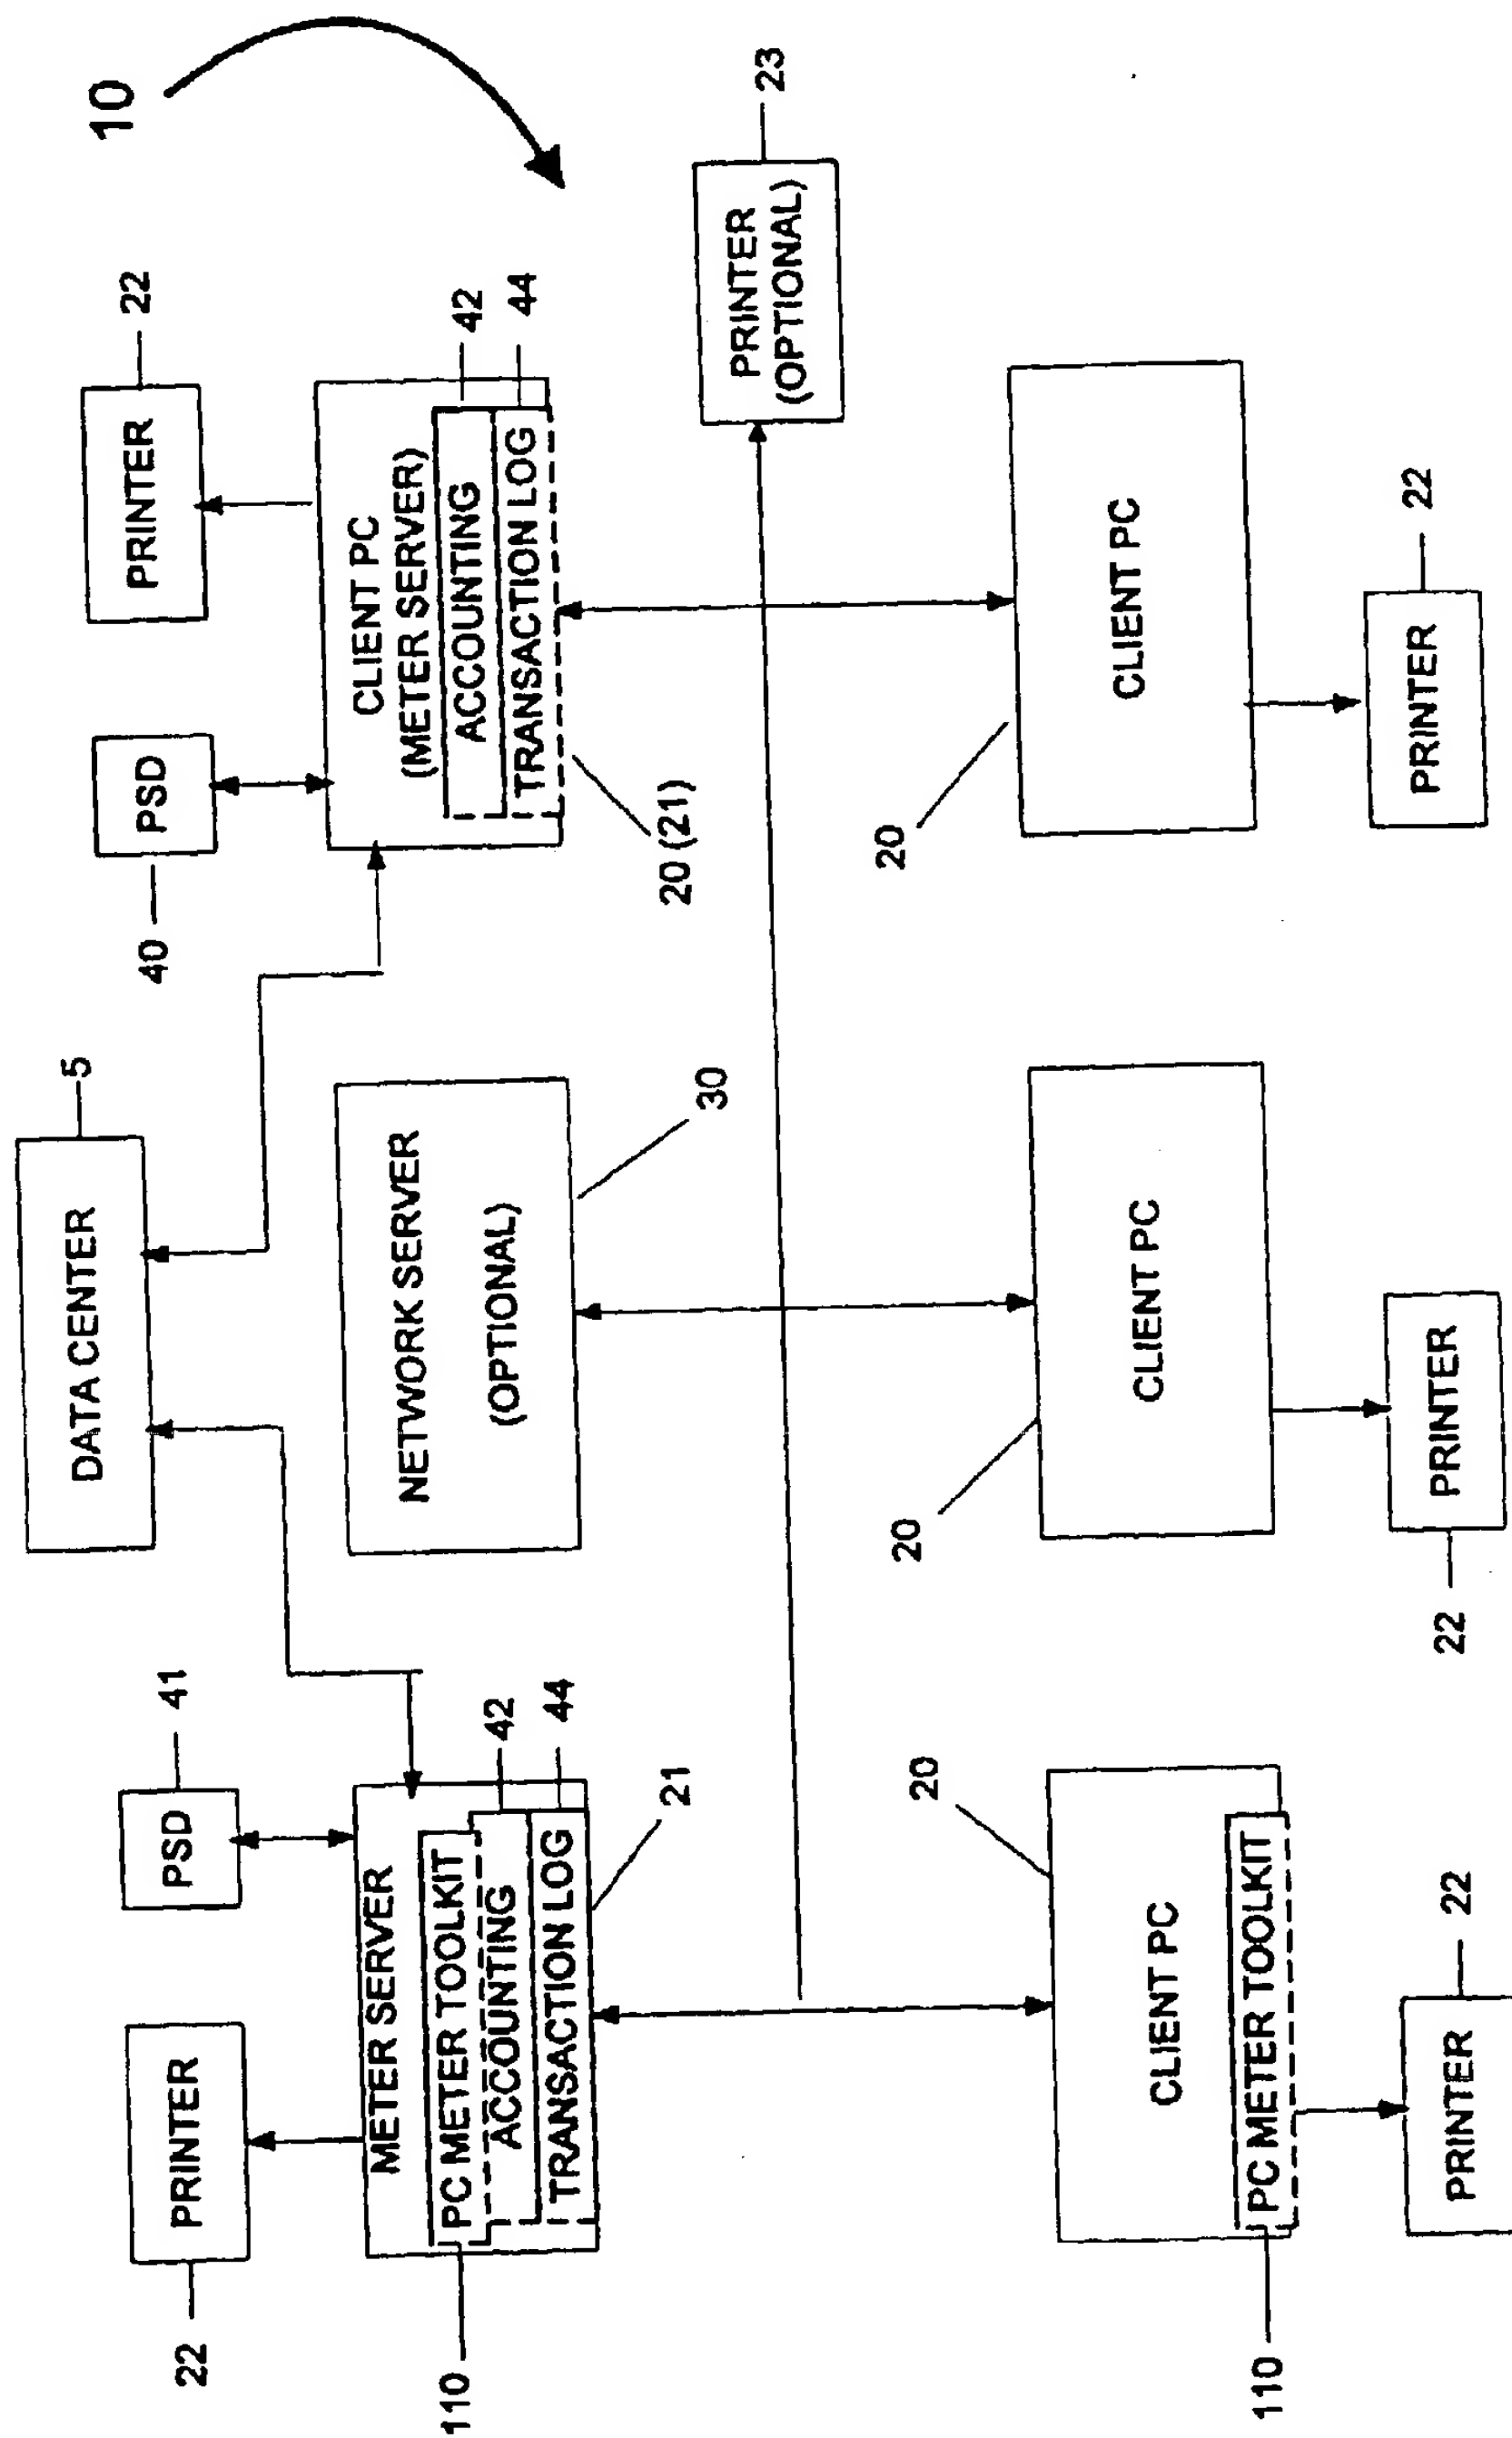 10
DATA CENTER
5
22
PRINTER
PSD
41
40
PSD
PRINTER
22
METER SERVER
PC METER TOOLKIT
ACCOUNTING
TRANSACTION LOG
110
42
44
21
NETWORK SERVER
(OPTIONAL)
30
CLIENT PC
(METER SERVER)
ACCOUNTING
TRANSACTION LOG
42
44
20 (21)
PRINTER
(OPTIONAL)
23
20
CLIENT PC
PC METER TOOLKIT
110
20
CLIENT PC
20
CLIENT PC
PRINTER
22
22
PRINTER
PRINTER
22